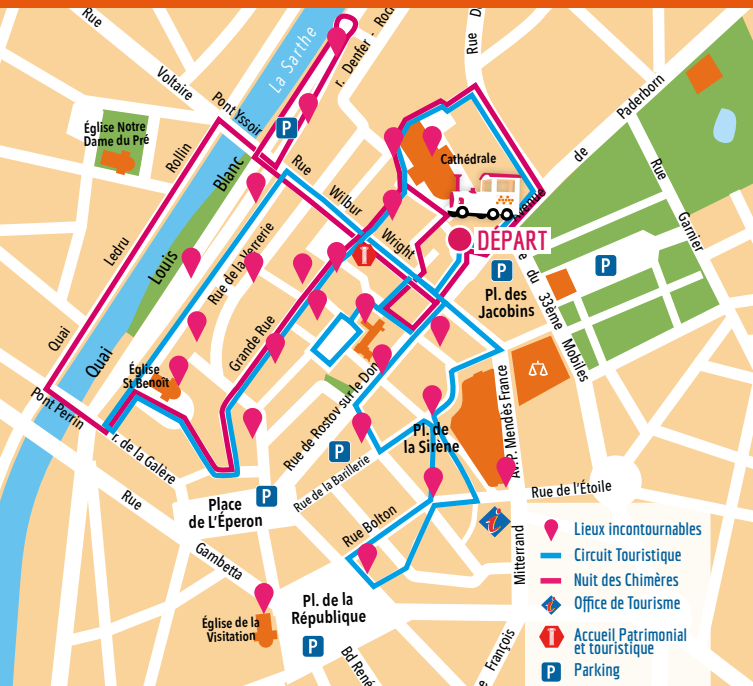 Rue
Voltaire
La Sarthe
r. Denfer - Roc
Rue D
Pont Yssoir
P
Église Notre
Dame du Pré
Rollin
Blanc
Rue
Wilbur
Wright
Cathédrale
Avenue
de
Paderborn
Rue
Garnier
Ledru
Louis
Rue de la Verrerie
DÉPART
P
P
Pl. des
Jacobins
du 33ème Mobiles
Quai
Quai
Grande Rue
Église
St Benoît
Pont Perrin
r. de la Galère
Rue de Rostov sur le Don
Pl. de
la Sirène
Av. P. Mendès France
P
Rue de la Barillerie
Rue de l'Étoile
Rue
Gambetta
Place
de L'Éperon
P
Rue Bolton
Mitterrand
Église de la
Visitation
Pl. de la
République
P
Bd René
e François
Lieux incontournables
Circuit Touristique
Nuit des Chimères
Office de Tourisme
Accueil Patrimonial
et touristique
P Parking